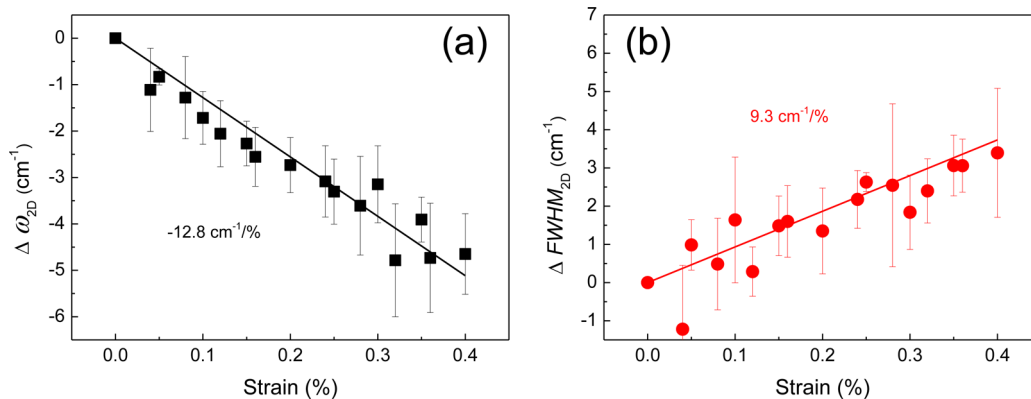 (a)
0
-1
-2
-3
-4
-5
-6
Δ ω2D (cm-1)
-12.8 cm-1/%
0.0 0.1 0.2 0.3 0.4
Strain (%)
(b)
7
6
5
4
3
2
1
0
-1
Δ FWHM2D (cm-1)
9.3 cm-1/%
0.0 0.1 0.2 0.3 0.4
Strain (%)